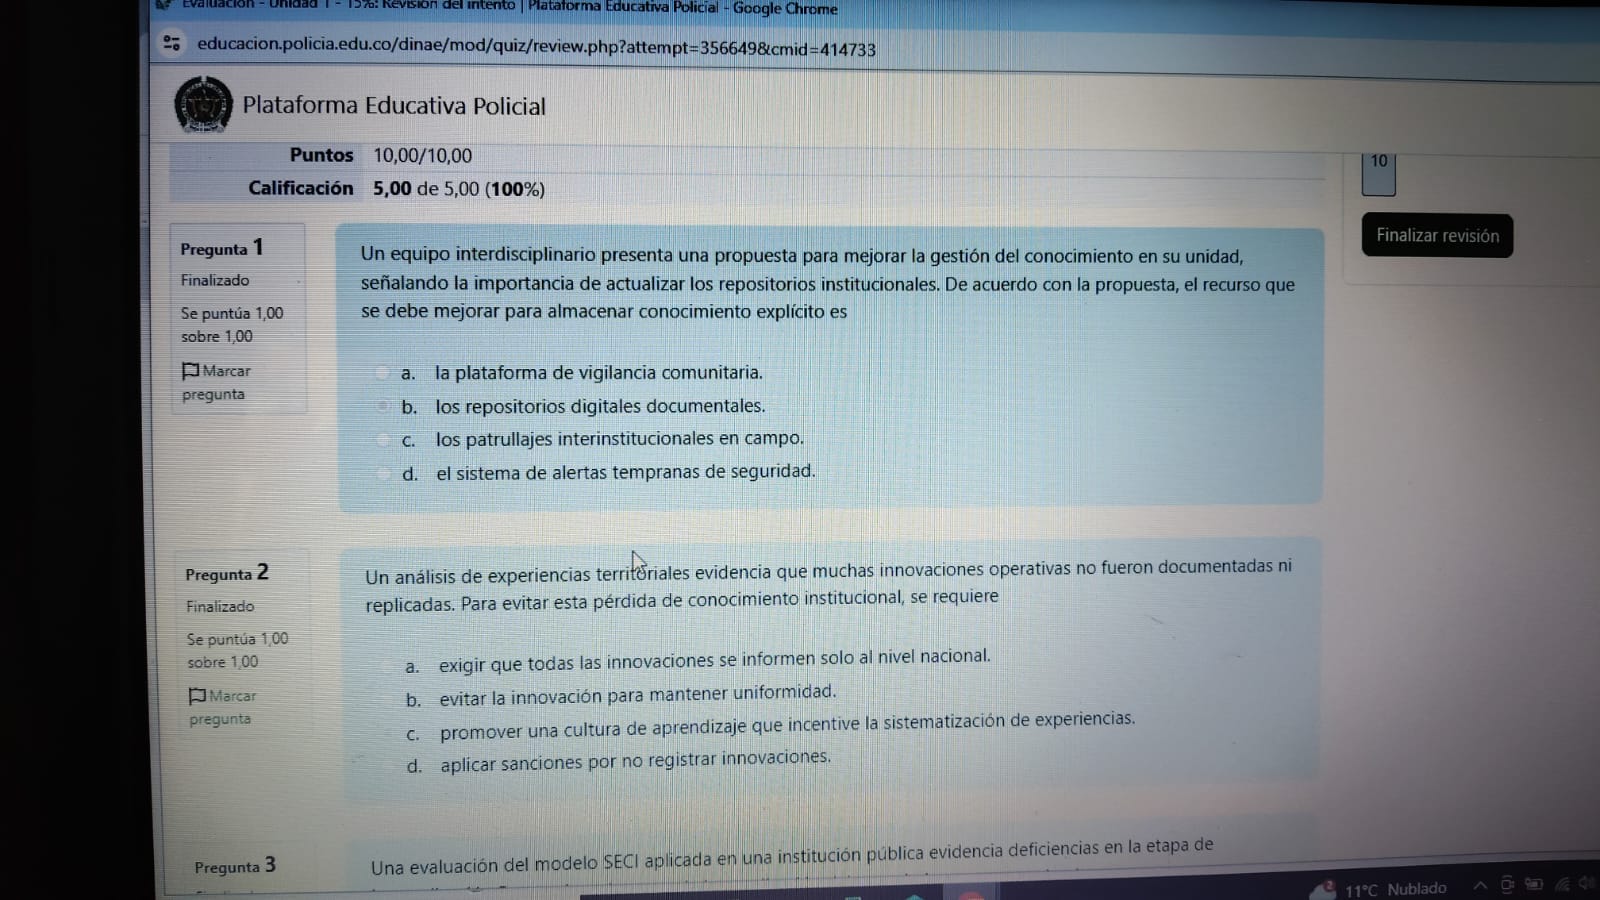 Evaluación - Unidad 1 - 15%: Revisión del intento | Plataforma Educativa Policial - Google Chrome
educacion.policia.edu.co/dinae/mod/quiz/review.php?attempt=356649&cmid=414733
Plataforma Educativa Policial
Puntos 10,00/10,00
Calificación 5,00 de 5,00 (100%)
10
Finalizar revisión
Pregunta 1
Finalizado
Se puntúa 1,00
sobre 1,00
Marcar
pregunta
Un equipo interdisciplinario presenta una propuesta para mejorar la gestión del conocimiento en su unidad,
señalando la importancia de actualizar los repositorios institucionales. De acuerdo con la propuesta, el recurso que
se debe mejorar para almacenar conocimiento explícito es
a. la plataforma de vigilancia comunitaria.
b. los repositorios digitales documentales.
c. los patrullajes interinstitucionales en campo.
d. el sistema de alertas tempranas de seguridad.
Pregunta 2
Finalizado
Se puntúa 1,00
sobre 1,00
Marcar
pregunta
Un análisis de experiencias territoriales evidencia que muchas innovaciones operativas no fueron documentadas ni
replicadas. Para evitar esta pérdida de conocimiento institucional, se requiere
a. exigir que todas las innovaciones se informen solo al nivel nacional.
b. evitar la innovación para mantener uniformidad.
c. promover una cultura de aprendizaje que incentive la sistematización de experiencias.
d. aplicar sanciones por no registrar innovaciones.
Pregunta 3
Una evaluación del modelo SECI aplicada en una institución pública evidencia deficiencias en la etapa de
2
11°C Nublado